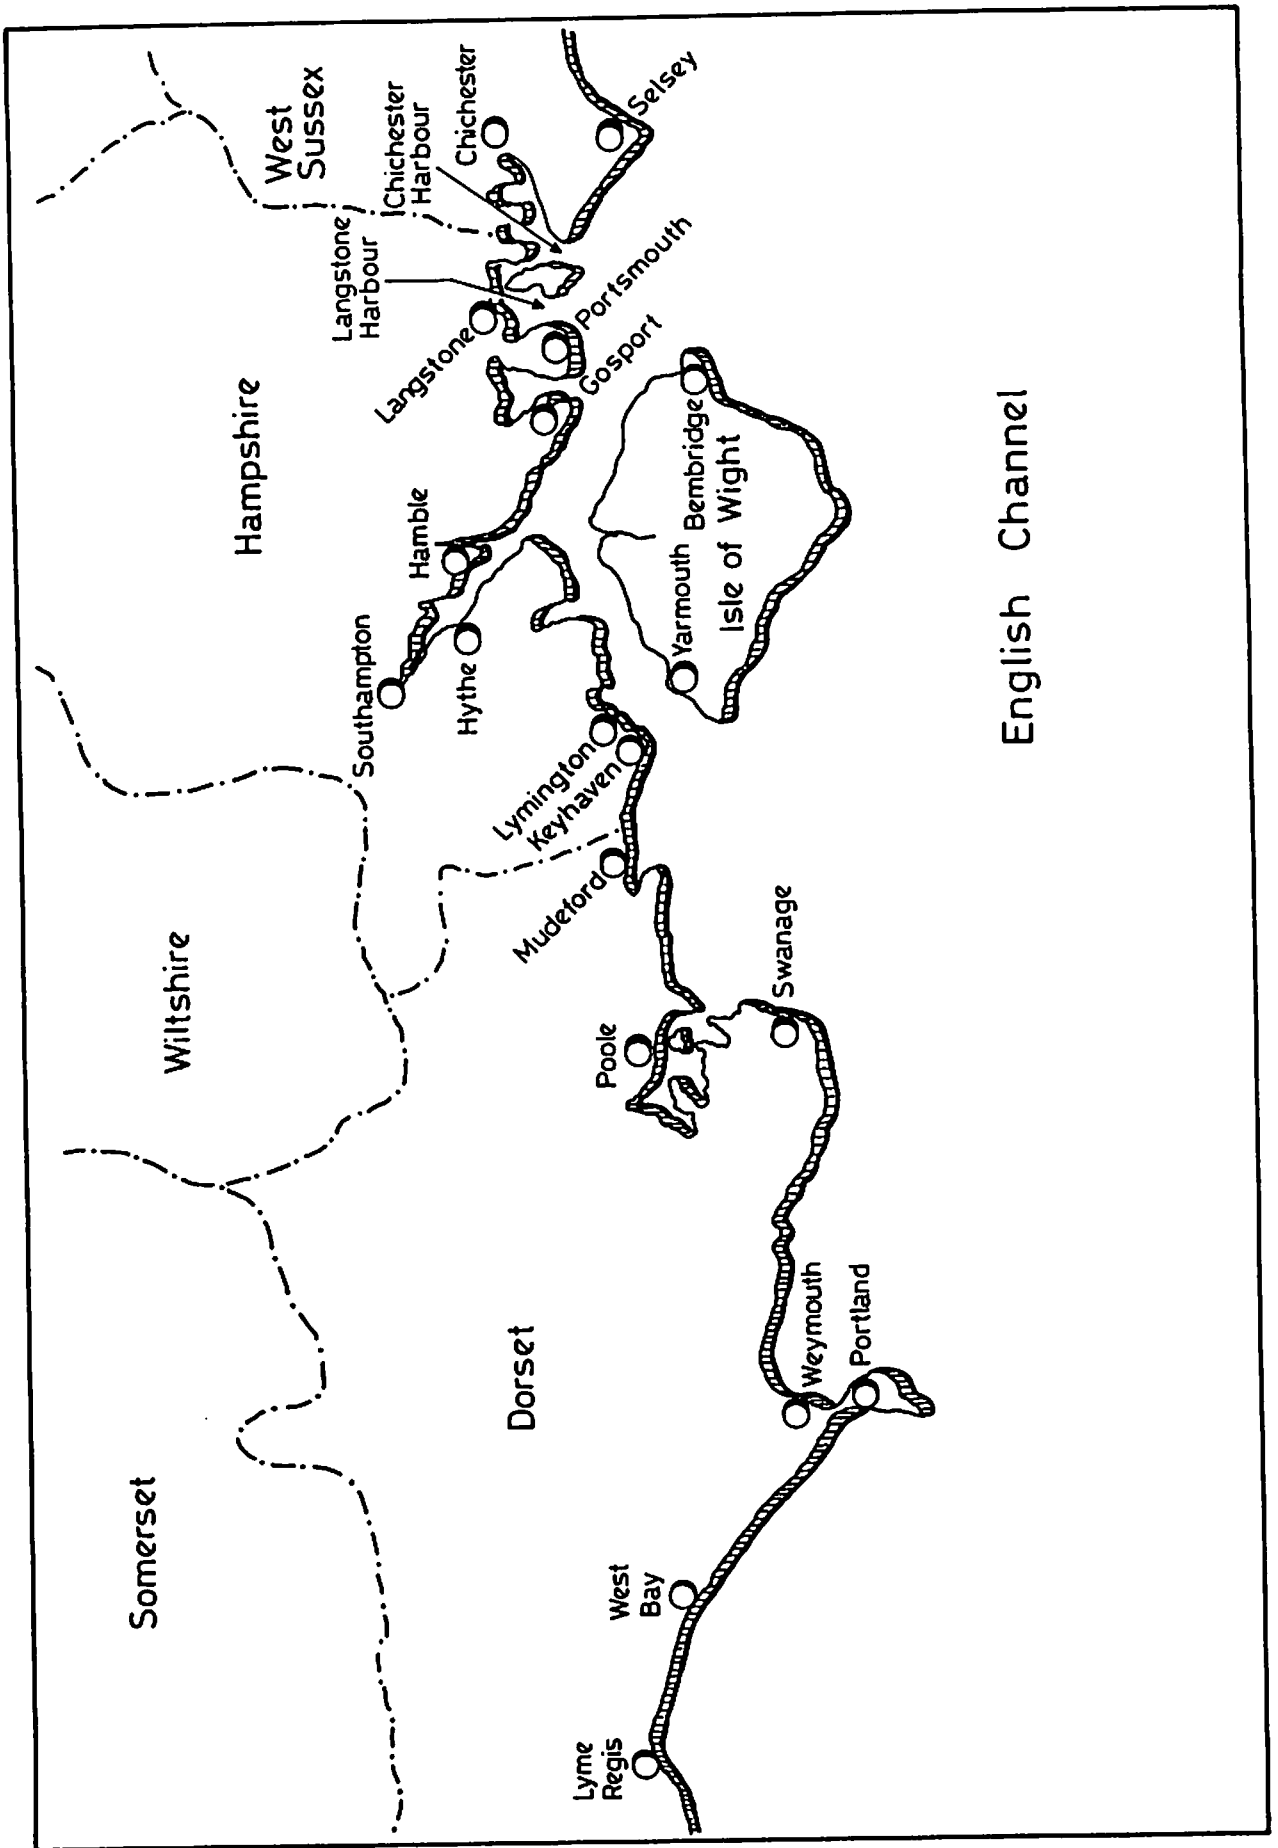 Somerset
Wiltshire
Hampshire
West
Sussex
Dorset
Langstone
Harbour
Chichester
Harbour
Chichester
Selsey
Langstone
Portsmouth
Gosport
Southampton
Hamble
Hythe
Lymington
Keyhaven
Mudeford
Yarmouth
Bembridge
Isle of Wight
Poole
Swanage
Weymouth
Portland
West
Bay
Lyme
Regis
English Channel